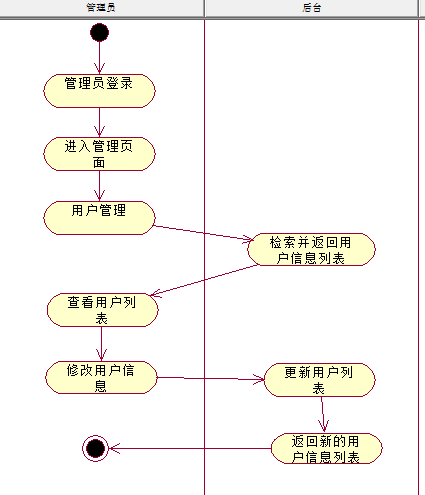 管理员
后台
管理员登录
进入管理页
面
用户管理
检索并返回用
户信息列表
查看用户列
表
修改用户信
息
更新用户列
表
返回新的用
户信息列表